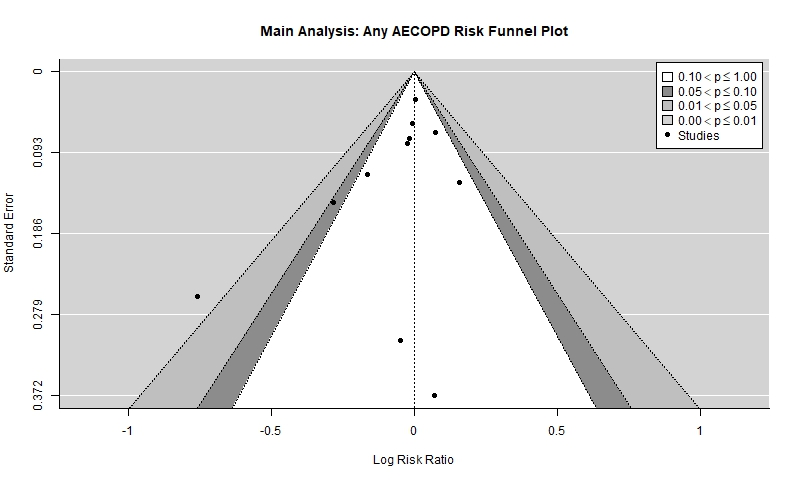 Main Analysis: Any AECOPD Risk Funnel Plot
0.10 < p ≤ 1.00
0.05 < p ≤ 0.10
0.01 < p ≤ 0.05
0.00 < p ≤ 0.01
Studies
Standard Error
0
0.093
0.186
0.279
0.372
-1
-0.5
0
0.5
1
Log Risk Ratio